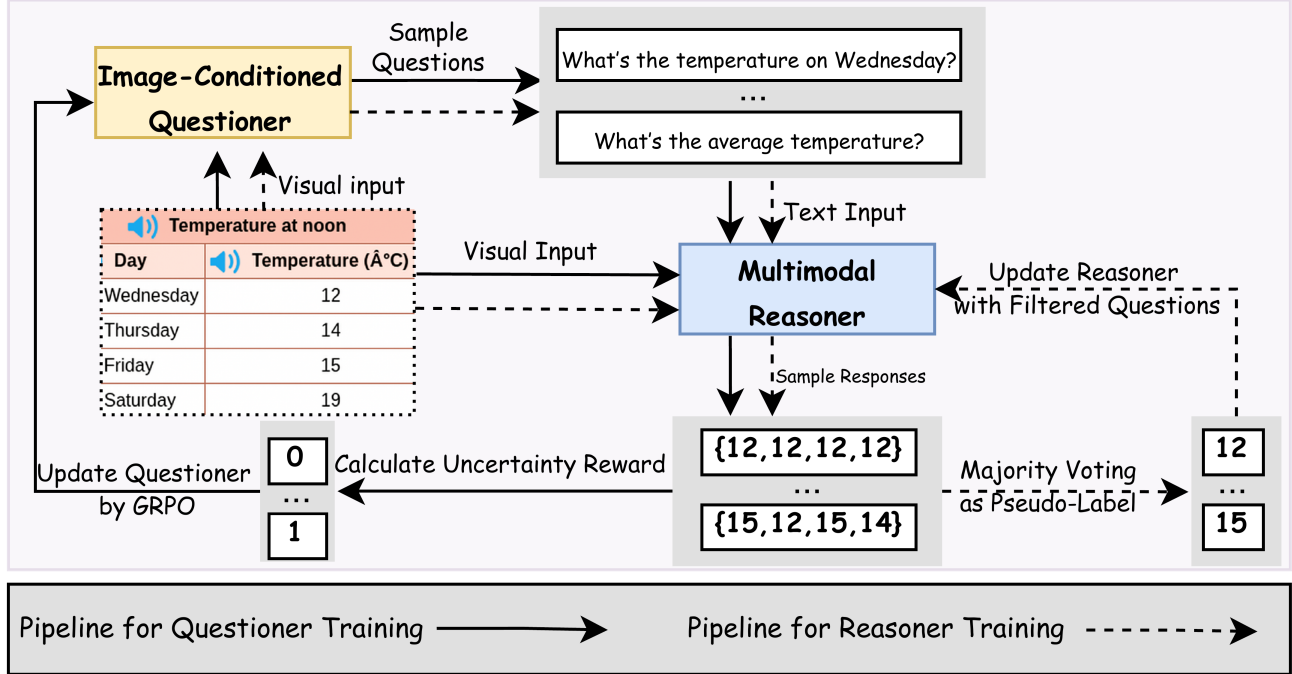 Sample
Questions
Image-Conditioned
Questioner
What's the temperature on Wednesday?
...
What's the average temperature?
Visual input
Text Input
Temperature at noon
Day Temperature (Â°C)
Wednesday 12
Thursday 14
Friday 15
Saturday 19
Visual Input
Multimodal
Reasoner
Update Reasoner
with Filtered Questions
Sample Responses
Update Questioner
by GRPO
0
...
1
Calculate Uncertainty Reward
{12,12,12,12}
...
{15,12,15,14}
Majority Voting
as Pseudo-Label
12
...
15
Pipeline for Questioner Training
Pipeline for Reasoner Training